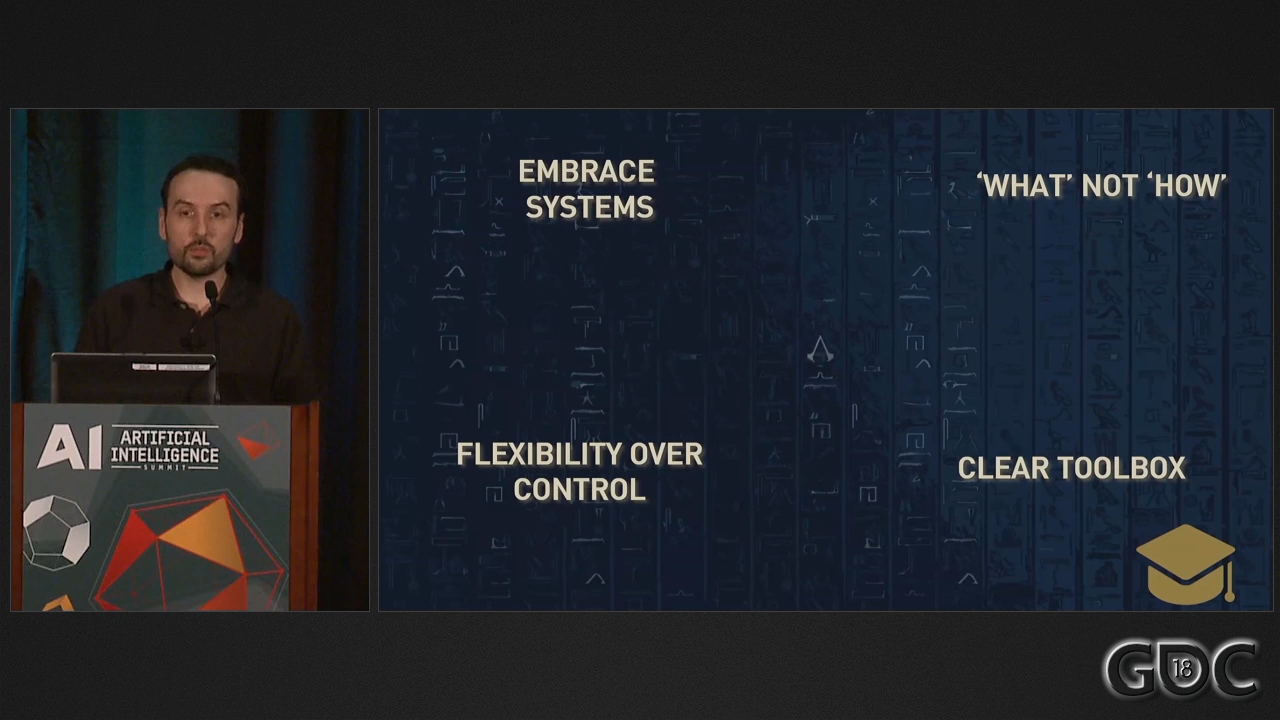 EMBRACE
SYSTEMS
'WHAT' NOT 'HOW'
FLEXIBILITY OVER
CONTROL
CLEAR TOOLBOX
AI
ARTIFICIAL
INTELLIGENCE
SUMMIT
GDC
18